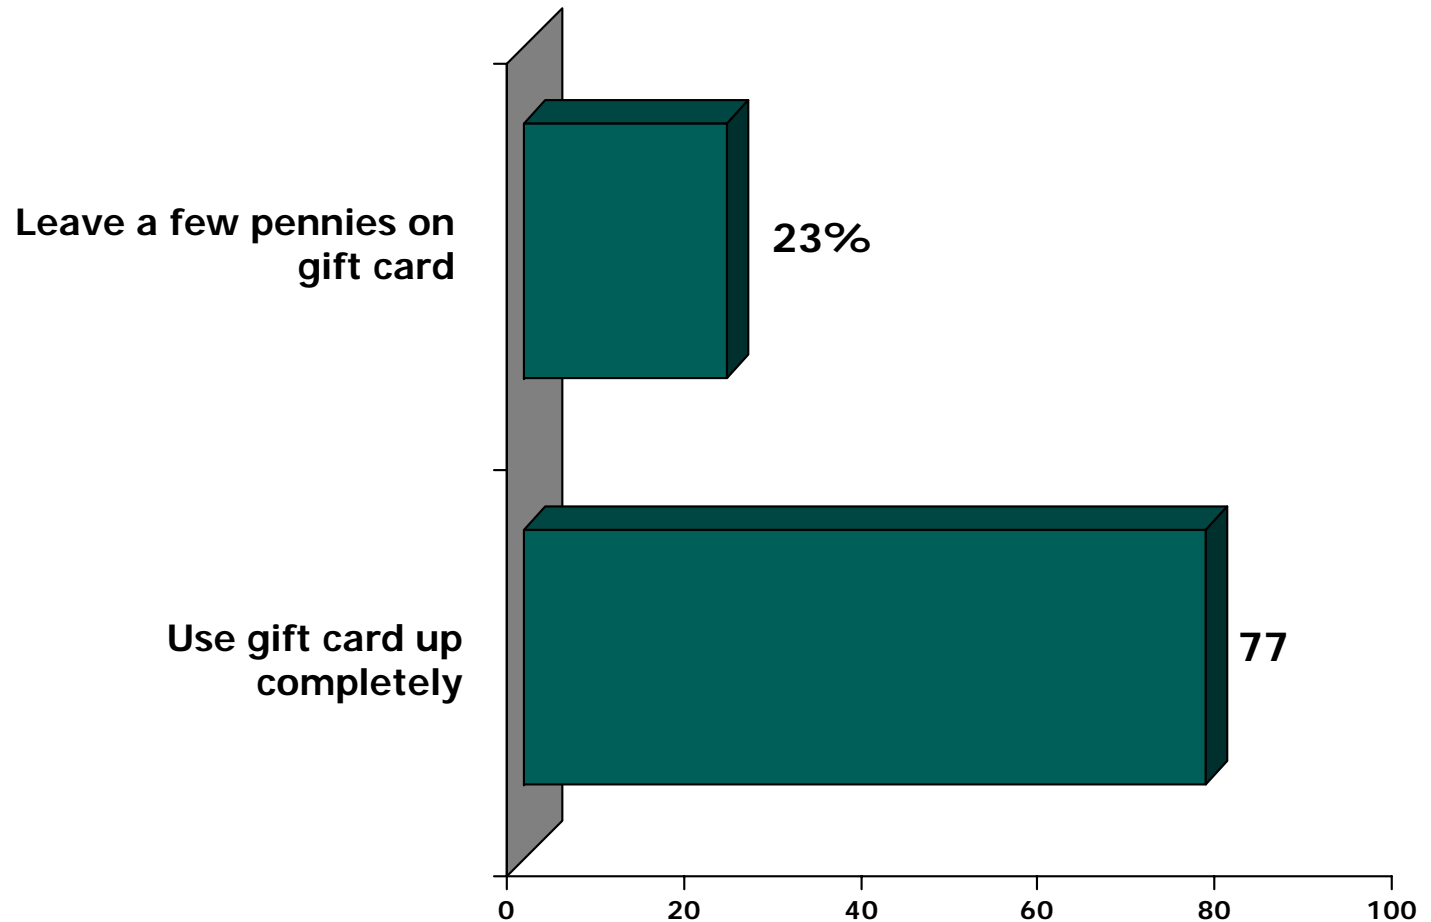 Leave a few pennies on
gift card
23%
Use gift card up
completely
77
0 20 40 60 80 100